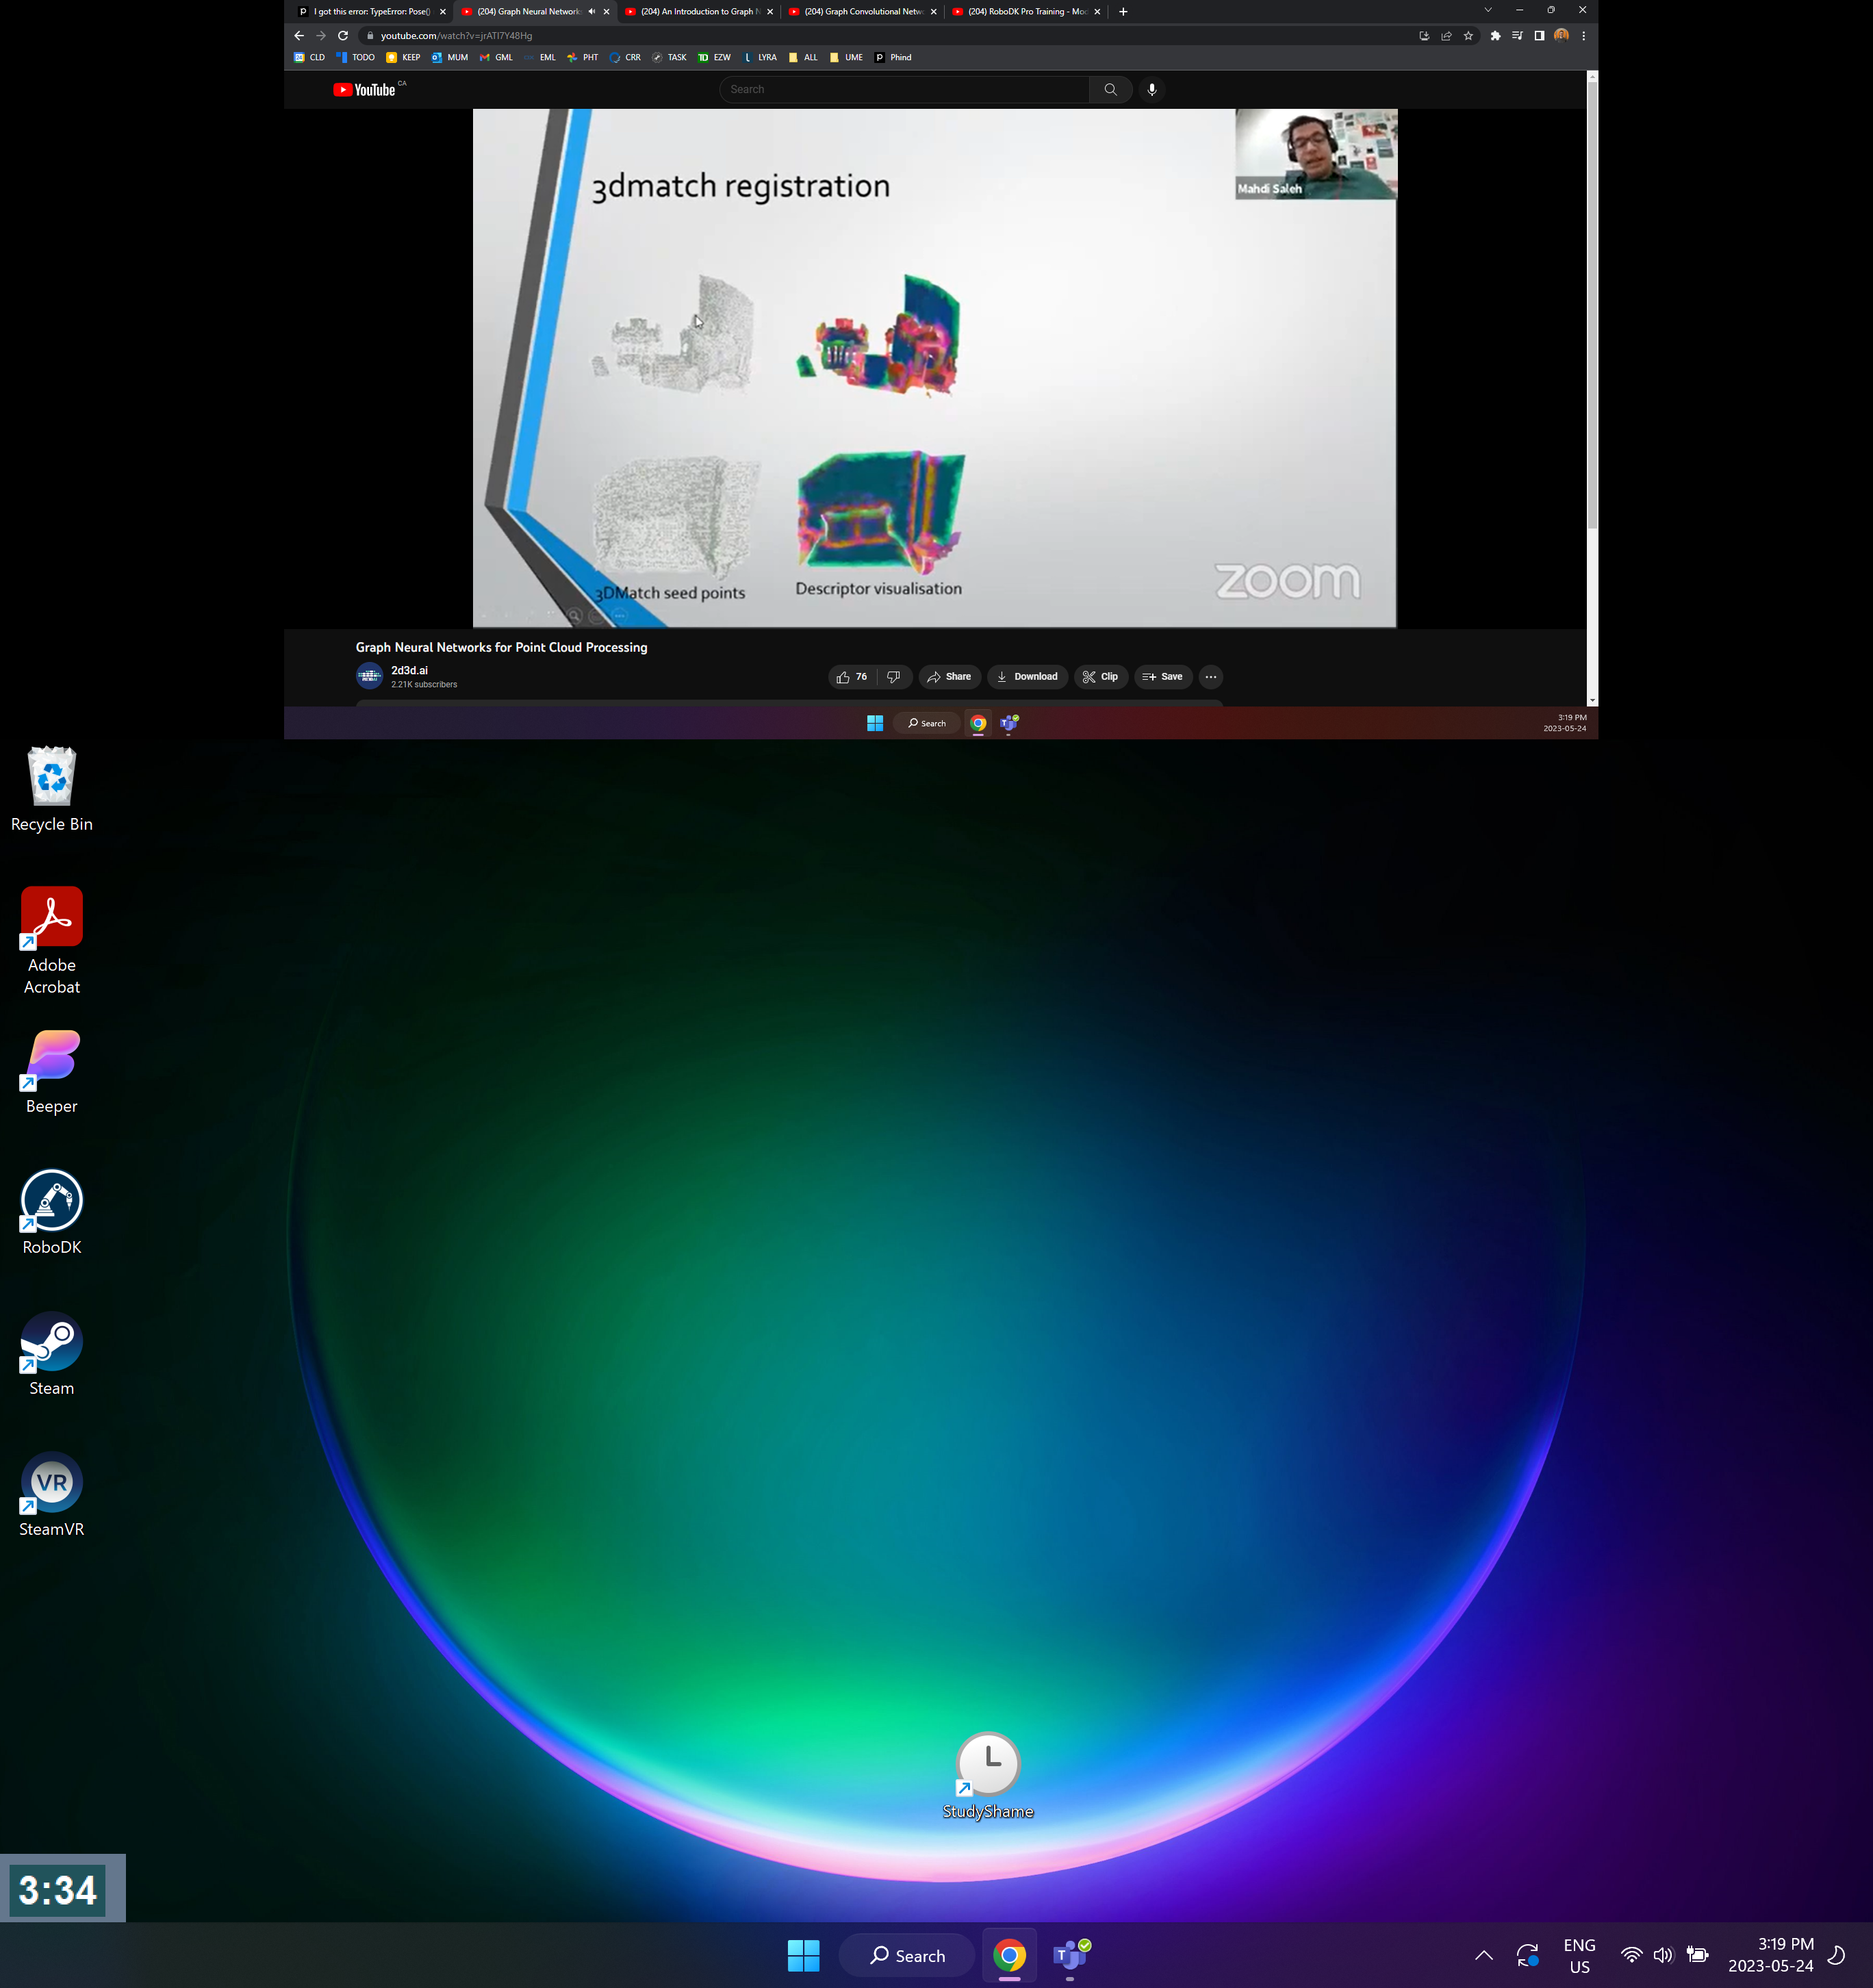 I got this error: TypeError: Pose()
(204) Graph Neural Network
(204) An Introduction to Graph N
(204) Graph Convolutional Netw
(204) RoboDK Pro Training - Mod
youtube.com/watch?v=jrATl7Y48Hg
CLD TODO KEEP MUM GML EML PHT CRR TASK EZW LYRA ALL UME Phind
YouTube CA
Search
3dmatch registration
Mahdi Saleh
3DMatch seed points
Descriptor visualisation
zoom
Graph Neural Networks for Point Cloud Processing
2d3d.ai
2.21K subscribers
76
Share
Download
Clip
Save
Search
3:19 PM
2023-05-24
Recycle Bin
Adobe
Acrobat
Beeper
RoboDK
Steam
VR
SteamVR
StudyShame
3:34
Search
ENG
US
3:19 PM
2023-05-24